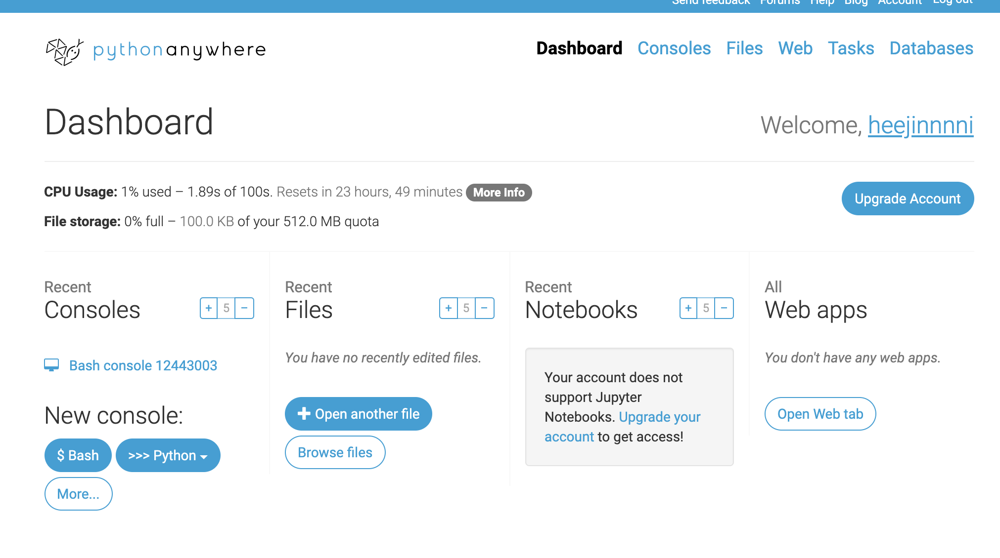 Send feedback Forums Help Blog Account Log out
pythonanywhere
Dashboard Consoles Files Web Tasks Databases
Dashboard
Welcome, heejinnnni
CPU Usage: 1% used – 1.89s of 100s. Resets in 23 hours, 49 minutes More Info
Upgrade Account
File storage: 0% full – 100.0 KB of your 512.0 MB quota
Recent
Consoles
+ 5 −
Bash console 12443003
New console:
$ Bash >>> Python
More...
Recent
Files
+ 5 −
You have no recently edited files.
+ Open another file
Browse files
Recent
Notebooks
+ 5 −
Your account does not
support Jupyter
Notebooks. Upgrade your
account to get access!
All
Web apps
You don't have any web apps.
Open Web tab